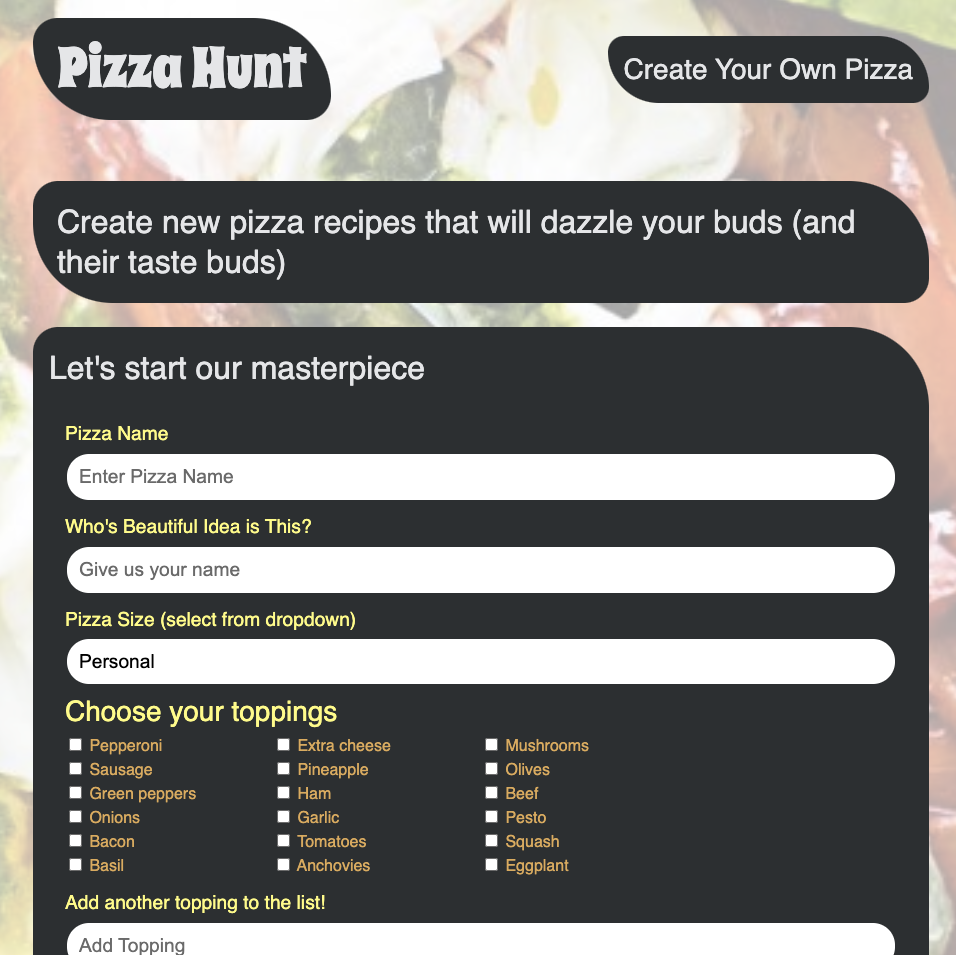 Pizza Hunt
Create Your Own Pizza
Create new pizza recipes that will dazzle your buds (and
their taste buds)
Let's start our masterpiece
Pizza Name
Enter Pizza Name
Who's Beautiful Idea is This?
Give us your name
Pizza Size (select from dropdown)
Personal
Choose your toppings
Pepperoni Extra cheese Mushrooms
Sausage Pineapple Olives
Green peppers Ham Beef
Onions Garlic Pesto
Bacon Tomatoes Squash
Basil Anchovies Eggplant
Add another topping to the list!
Add Topping